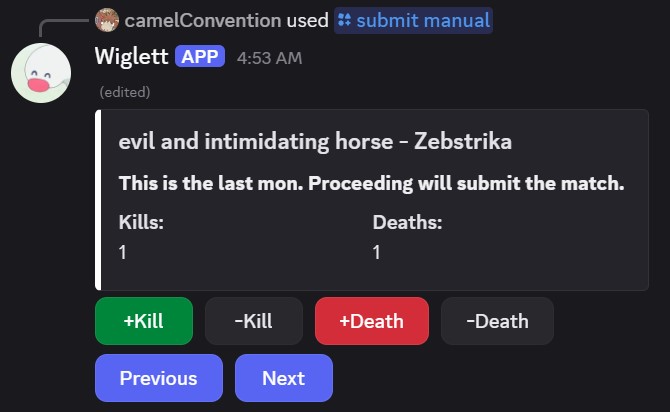 camelConvention used submit manual
Wiglett APP 4:53 AM
(edited)
evil and intimidating horse - Zebstrika
This is the last mon. Proceeding will submit the match.
Kills: Deaths:
1 1
+Kill -Kill +Death -Death
Previous Next